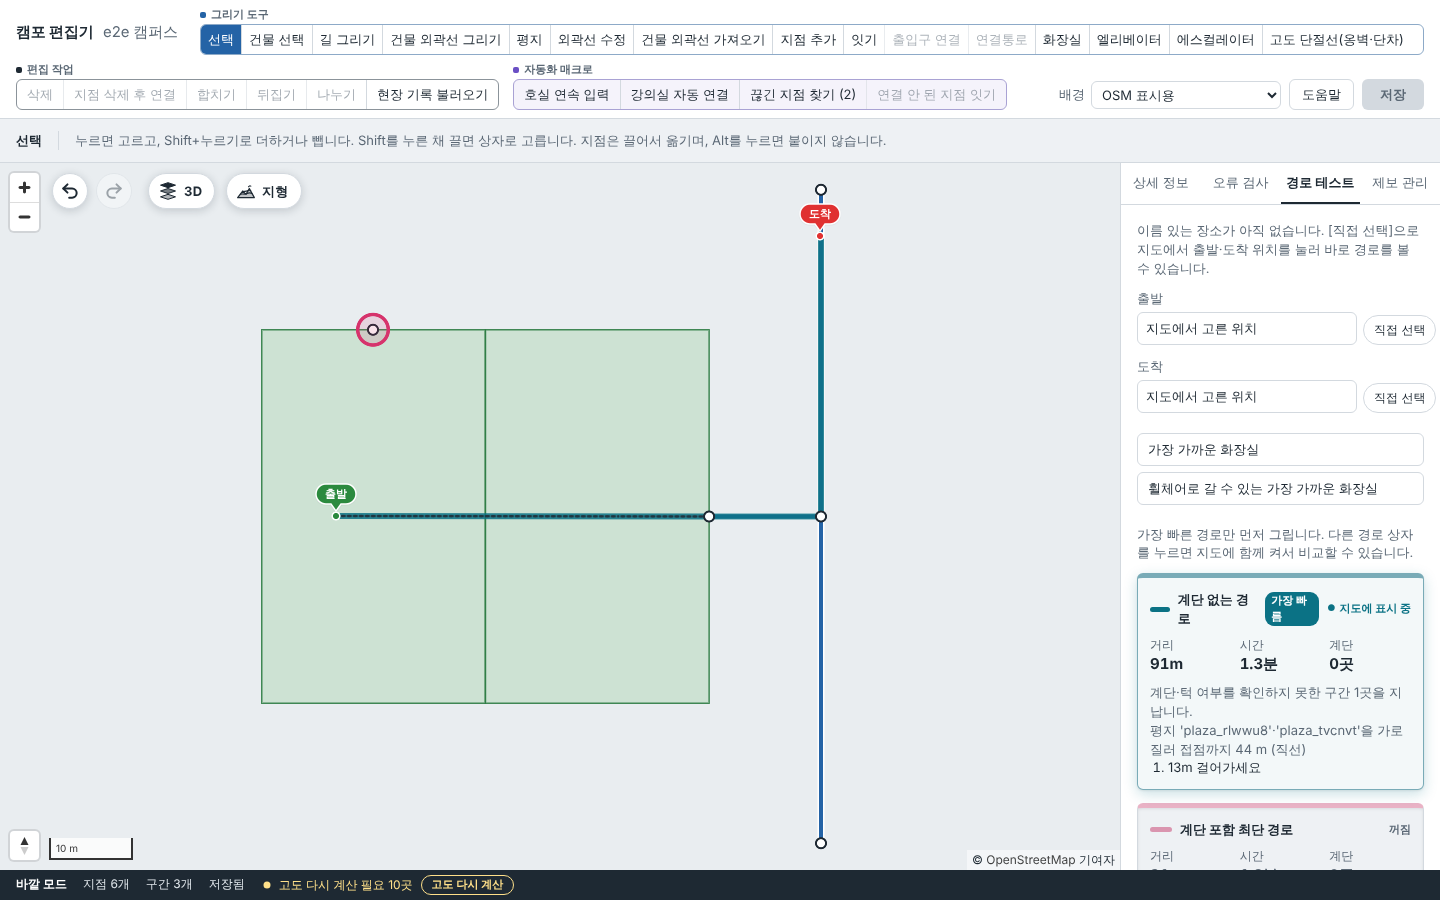 캠포 편집기 e2e 캠퍼스
그리기 도구
선택 건물 선택 길 그리기 건물 외곽선 그리기 평지 외곽선 수정 건물 외곽선 가져오기 지점 추가 잇기 출입구 연결 연결통로 화장실 엘리베이터 에스컬레이터 고도 단절선(옹벽·단차)
편집 작업
삭제 지점 삭제 후 연결 합치기 뒤집기 나누기 현장 기록 불러오기
자동화 매크로
호실 연속 입력 강의실 자동 연결 끊긴 지점 찾기 (2) 연결 안 된 지점 잇기
배경 OSM 표시용 도움말 저장
선택 누르면 고르고, Shift+누르기로 더하거나 뺍니다. Shift를 누른 채 끌면 상자로 고릅니다. 지점은 끌어서 옮기며, Alt를 누르면 붙이지 않습니다.
3D 지형
도착
출발
10 m
© OpenStreetMap 기여자
상세 정보 오류 검사 경로 테스트 제보 관리
이름 있는 장소가 아직 없습니다. [직접 선택]으로
지도에서 출발·도착 위치를 눌러 바로 경로를 볼
수 있습니다.
출발
지도에서 고른 위치 직접 선택
도착
지도에서 고른 위치 직접 선택
가장 가까운 화장실
휠체어로 갈 수 있는 가장 가까운 화장실
가장 빠른 경로만 먼저 그립니다. 다른 경로 상자
를 누르면 지도에 함께 켜서 비교할 수 있습니다.
계단 없는 경로 가장 빠름 지도에 표시 중
거리 시간 계단
91m 1.3분 0곳
계단·턱 여부를 확인하지 못한 구간 1곳을 지
납니다.
평지 'plaza_rlwwu8'·'plaza_tvcnvt'을 가로
질러 접점까지 44 m (직선)
1. 13m 걸어가세요
계단 포함 최단 경로 꺼짐
거리 시간 계단
바깥 모드 지점 6개 구간 3개 저장됨 고도 다시 계산 필요 10곳 고도 다시 계산